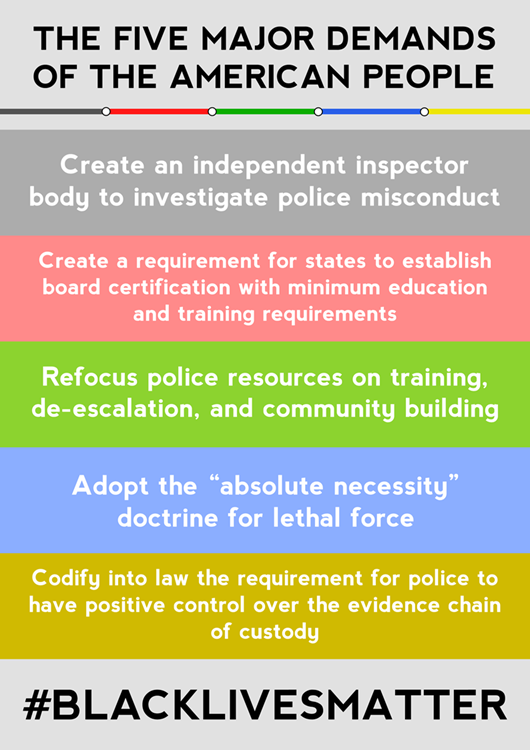 THE FIVE MAJOR DEMANDS
OF THE AMERICAN PEOPLE
Create an independent inspector
body to investigate police misconduct
Create a requirement for states to establish
board certification with minimum education
and training requirements
Refocus police resources on training,
de-escalation, and community building
Adopt the “absolute necessity”
doctrine for lethal force
Codify into law the requirement for police to
have positive control over the evidence chain
of custody
#BLACKLIVESMATTER